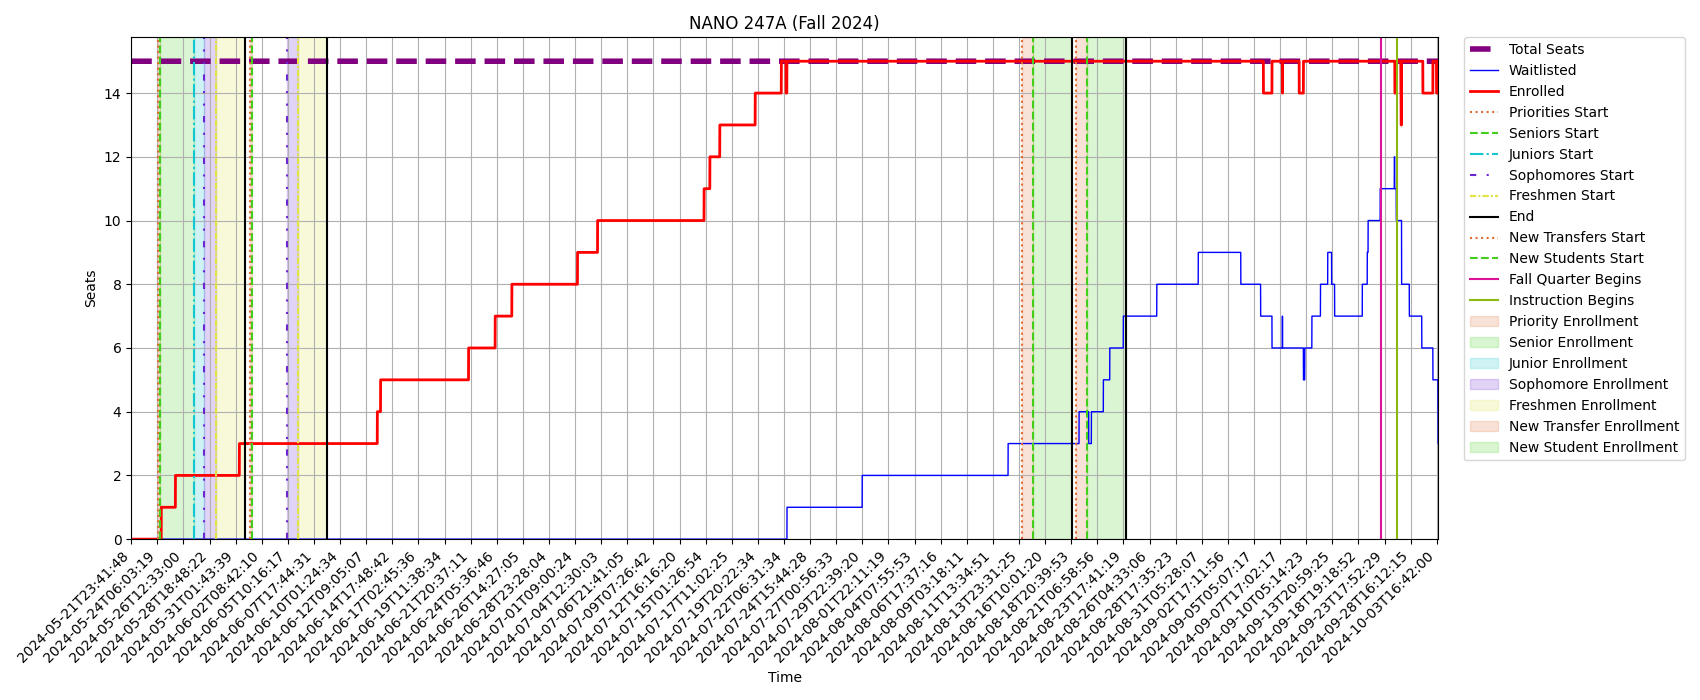 NANO 247A (Fall 2024)
Seats
14
12
10
8
6
4
2
0
2024-05-21T23:41:48
2024-05-24T06:03:19
2024-05-26T12:33:00
2024-05-28T18:48:22
2024-05-31T01:43:39
2024-06-02T08:42:10
2024-06-05T10:16:17
2024-06-07T17:44:31
2024-06-10T01:24:34
2024-06-12T09:05:07
2024-06-14T17:48:42
2024-06-17T02:45:36
2024-06-19T11:38:34
2024-06-21T20:37:11
2024-06-24T05:36:46
2024-06-26T14:27:05
2024-06-28T23:28:04
2024-07-01T09:00:24
2024-07-04T12:30:03
2024-07-06T21:41:05
2024-07-09T07:26:42
2024-07-12T16:16:20
2024-07-15T01:26:54
2024-07-17T11:02:25
2024-07-19T20:22:34
2024-07-22T06:31:34
2024-07-24T15:44:28
2024-07-27T00:56:33
2024-07-29T22:39:20
2024-08-01T22:11:19
2024-08-04T07:55:53
2024-08-06T17:37:16
2024-08-09T03:18:11
2024-08-11T13:34:51
2024-08-13T23:31:25
2024-08-16T10:01:20
2024-08-18T20:39:53
2024-08-21T06:58:56
2024-08-23T17:41:19
2024-08-26T04:33:06
2024-08-28T17:35:23
2024-08-31T05:28:07
2024-09-02T17:11:56
2024-09-05T05:07:17
2024-09-07T17:02:17
2024-09-10T05:14:23
2024-09-13T20:59:25
2024-09-18T19:18:52
2024-09-23T17:52:29
2024-09-28T16:12:15
2024-10-03T16:42:00
Time
Total Seats
Waitlisted
Enrolled
Priorities Start
Seniors Start
Juniors Start
Sophomores Start
Freshmen Start
End
New Transfers Start
New Students Start
Fall Quarter Begins
Instruction Begins
Priority Enrollment
Senior Enrollment
Junior Enrollment
Sophomore Enrollment
Freshmen Enrollment
New Transfer Enrollment
New Student Enrollment